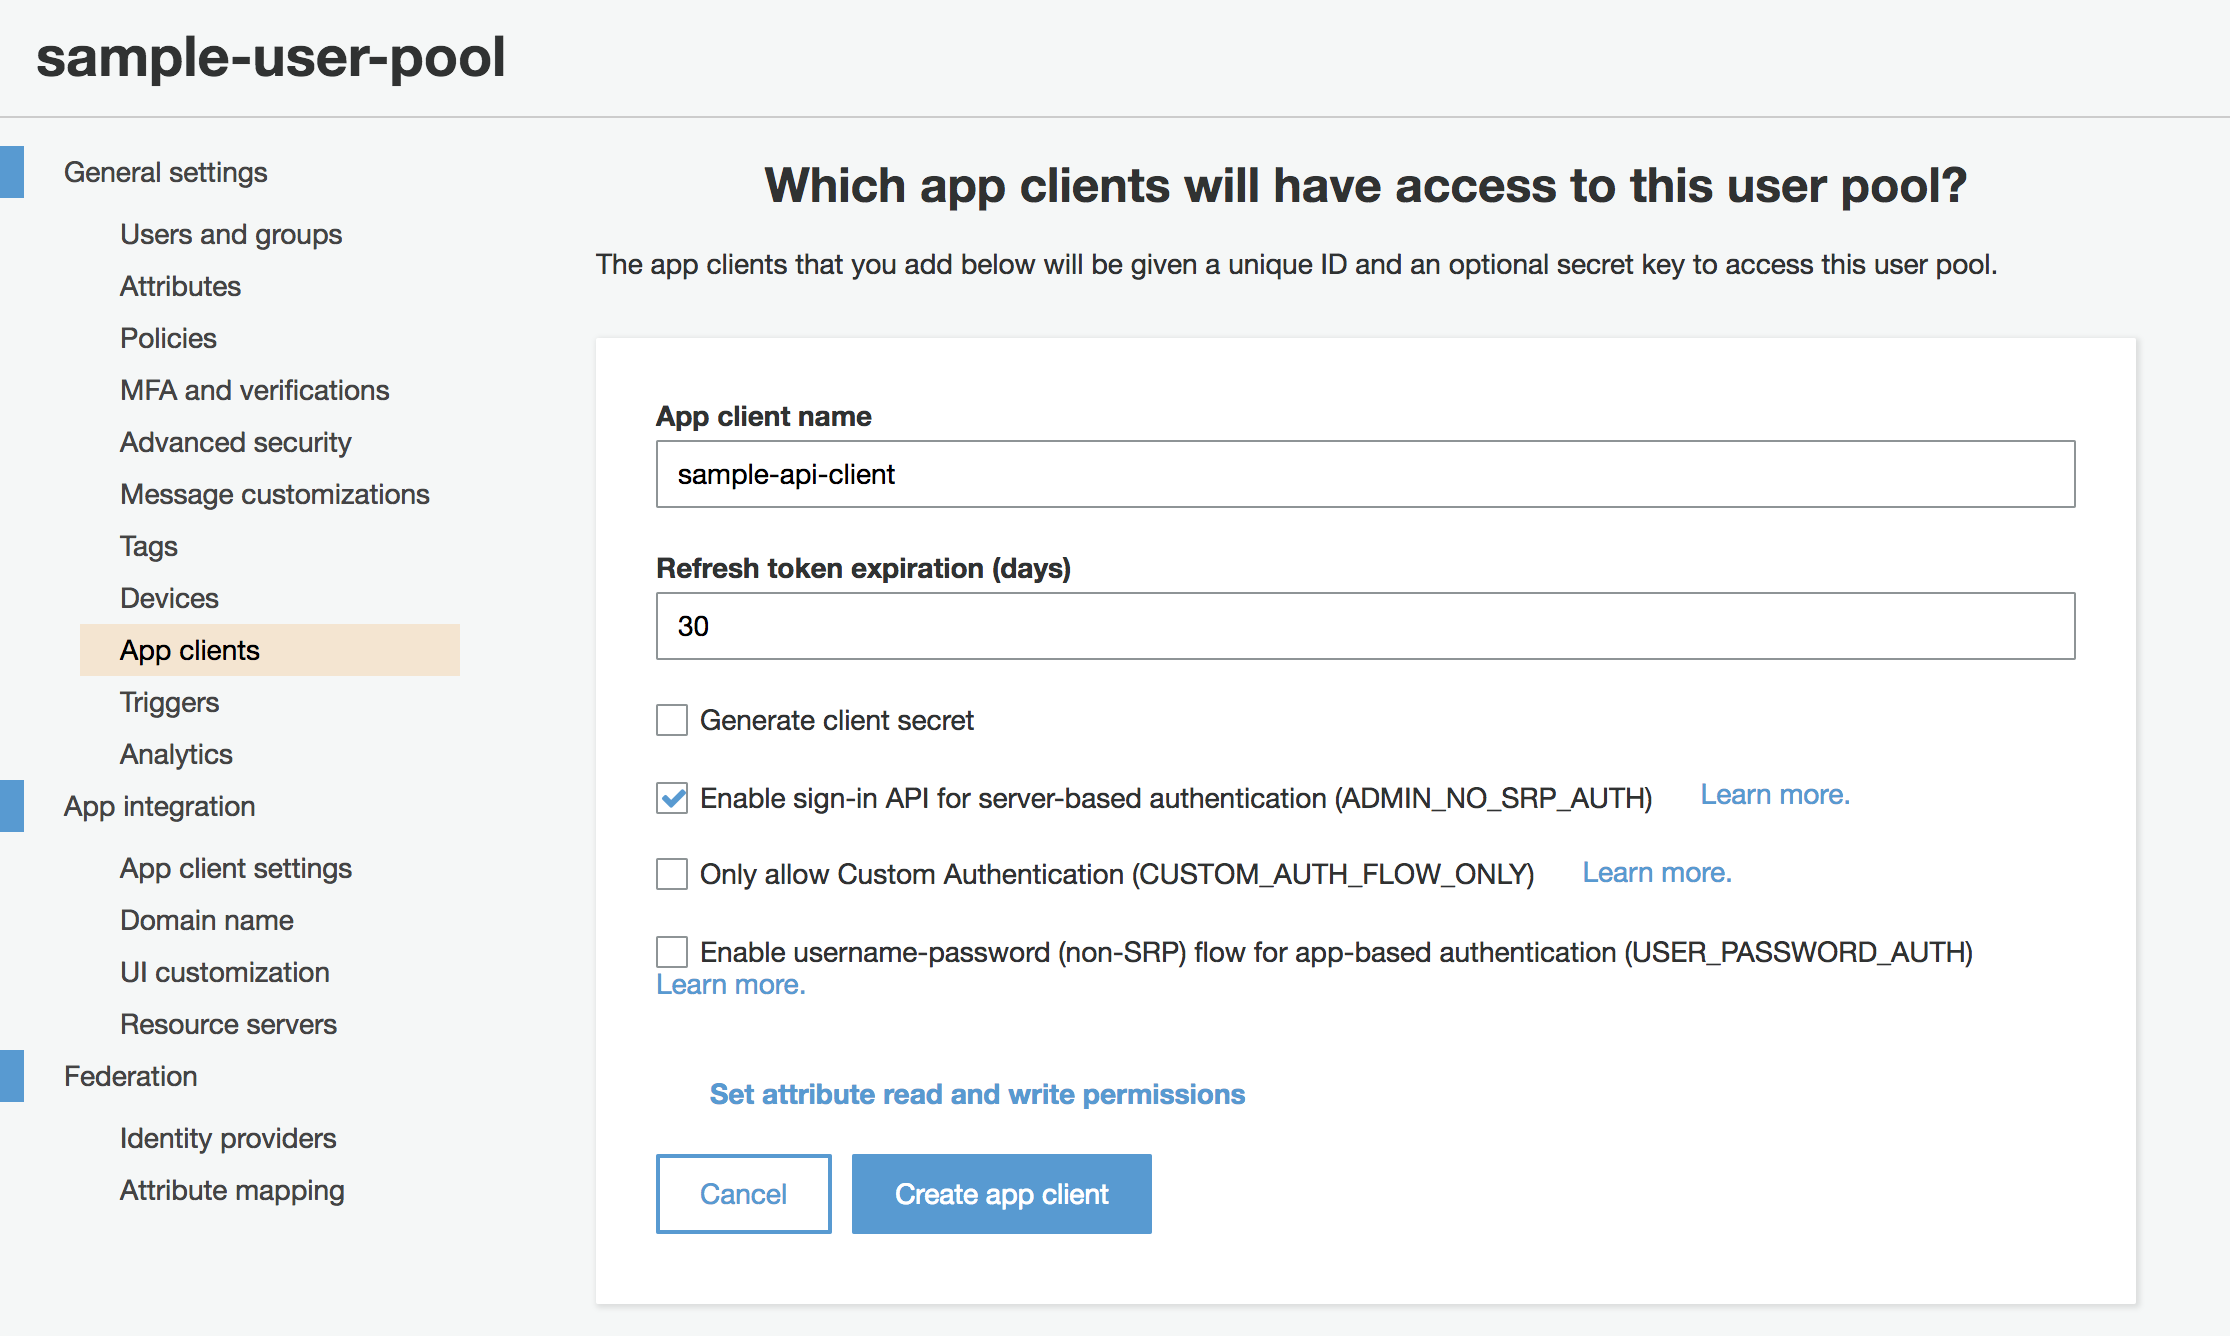 sample-user-pool
General settings
Users and groups
Attributes
Policies
MFA and verifications
Advanced security
Message customizations
Tags
Devices
App clients
Triggers
Analytics
App integration
App client settings
Domain name
UI customization
Resource servers
Federation
Identity providers
Attribute mapping
Which app clients will have access to this user pool?
The app clients that you add below will be given a unique ID and an optional secret key to access this user pool.
App client name
sample-api-client
Refresh token expiration (days)
30
Generate client secret
Enable sign-in API for server-based authentication (ADMIN_NO_SRP_AUTH) Learn more.
Only allow Custom Authentication (CUSTOM_AUTH_FLOW_ONLY) Learn more.
Enable username-password (non-SRP) flow for app-based authentication (USER_PASSWORD_AUTH)
Learn more.
Set attribute read and write permissions
Cancel Create app client